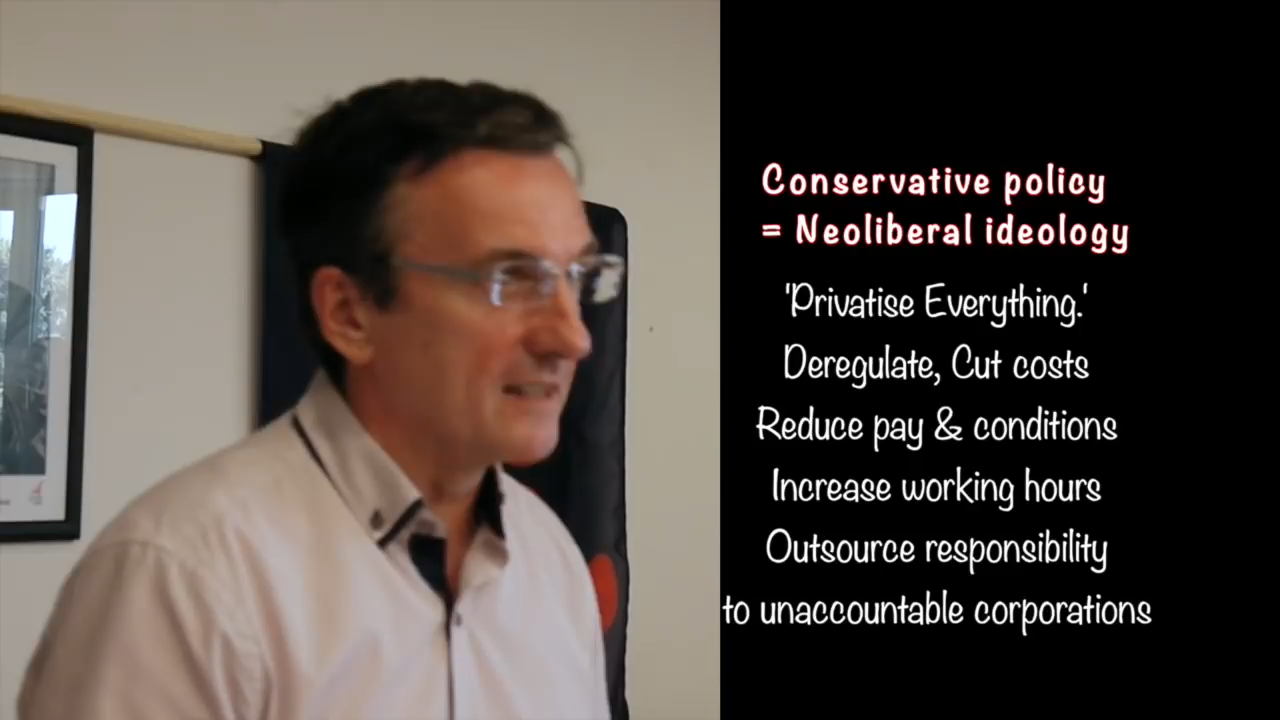 Conservative policy
= Neoliberal ideology
'Privatise Everything.'
Deregulate, Cut costs
Reduce pay & conditions
Increase working hours
Outsource responsibility
to unaccountable corporations